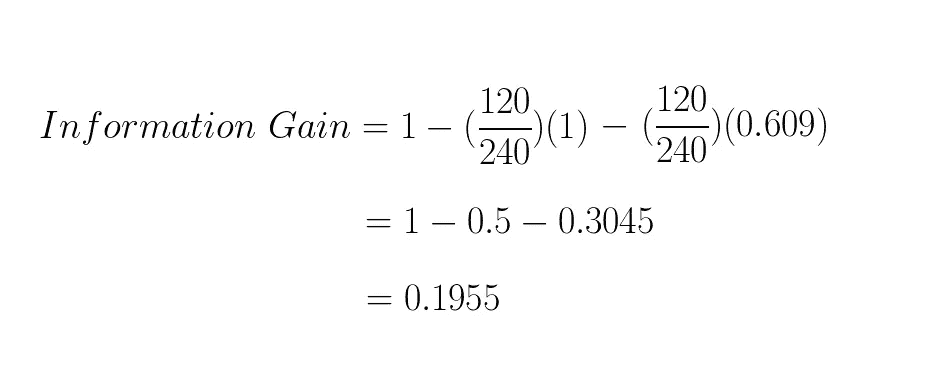 Information Gain = 1 − (120/240)(1) − (120/240)(0.609)
= 1 − 0.5 − 0.3045
= 0.1955